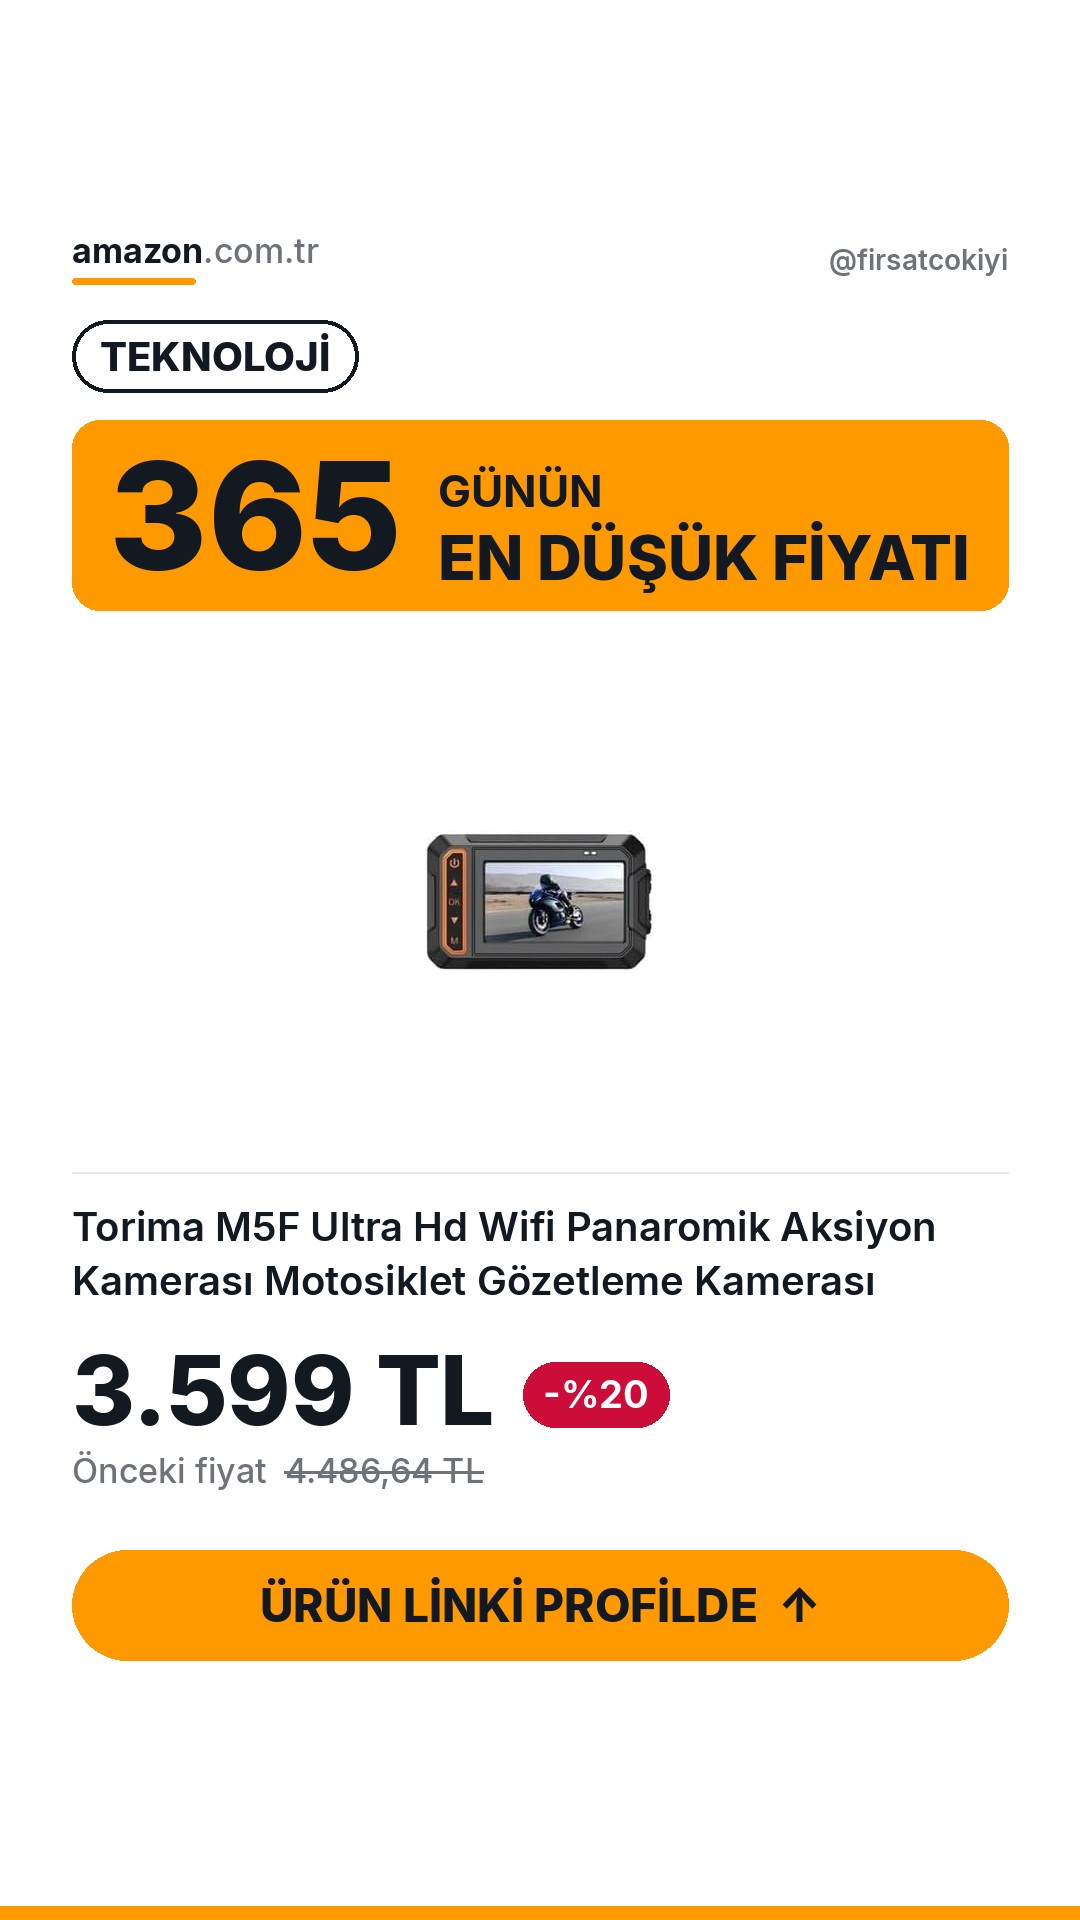 amazon.com.tr
@firsatcokiyi
TEKNOLOJİ
365
GÜNÜN
EN DÜŞÜK FİYATI
OK
M
Torima M5F Ultra Hd Wifi Panaromik Aksiyon
Kamerası Motosiklet Gözetleme Kamerası
3.599 TL
-%20
Önceki fiyat 4.486,64 TL
ÜRÜN LİNKİ PROFİLDE ↑